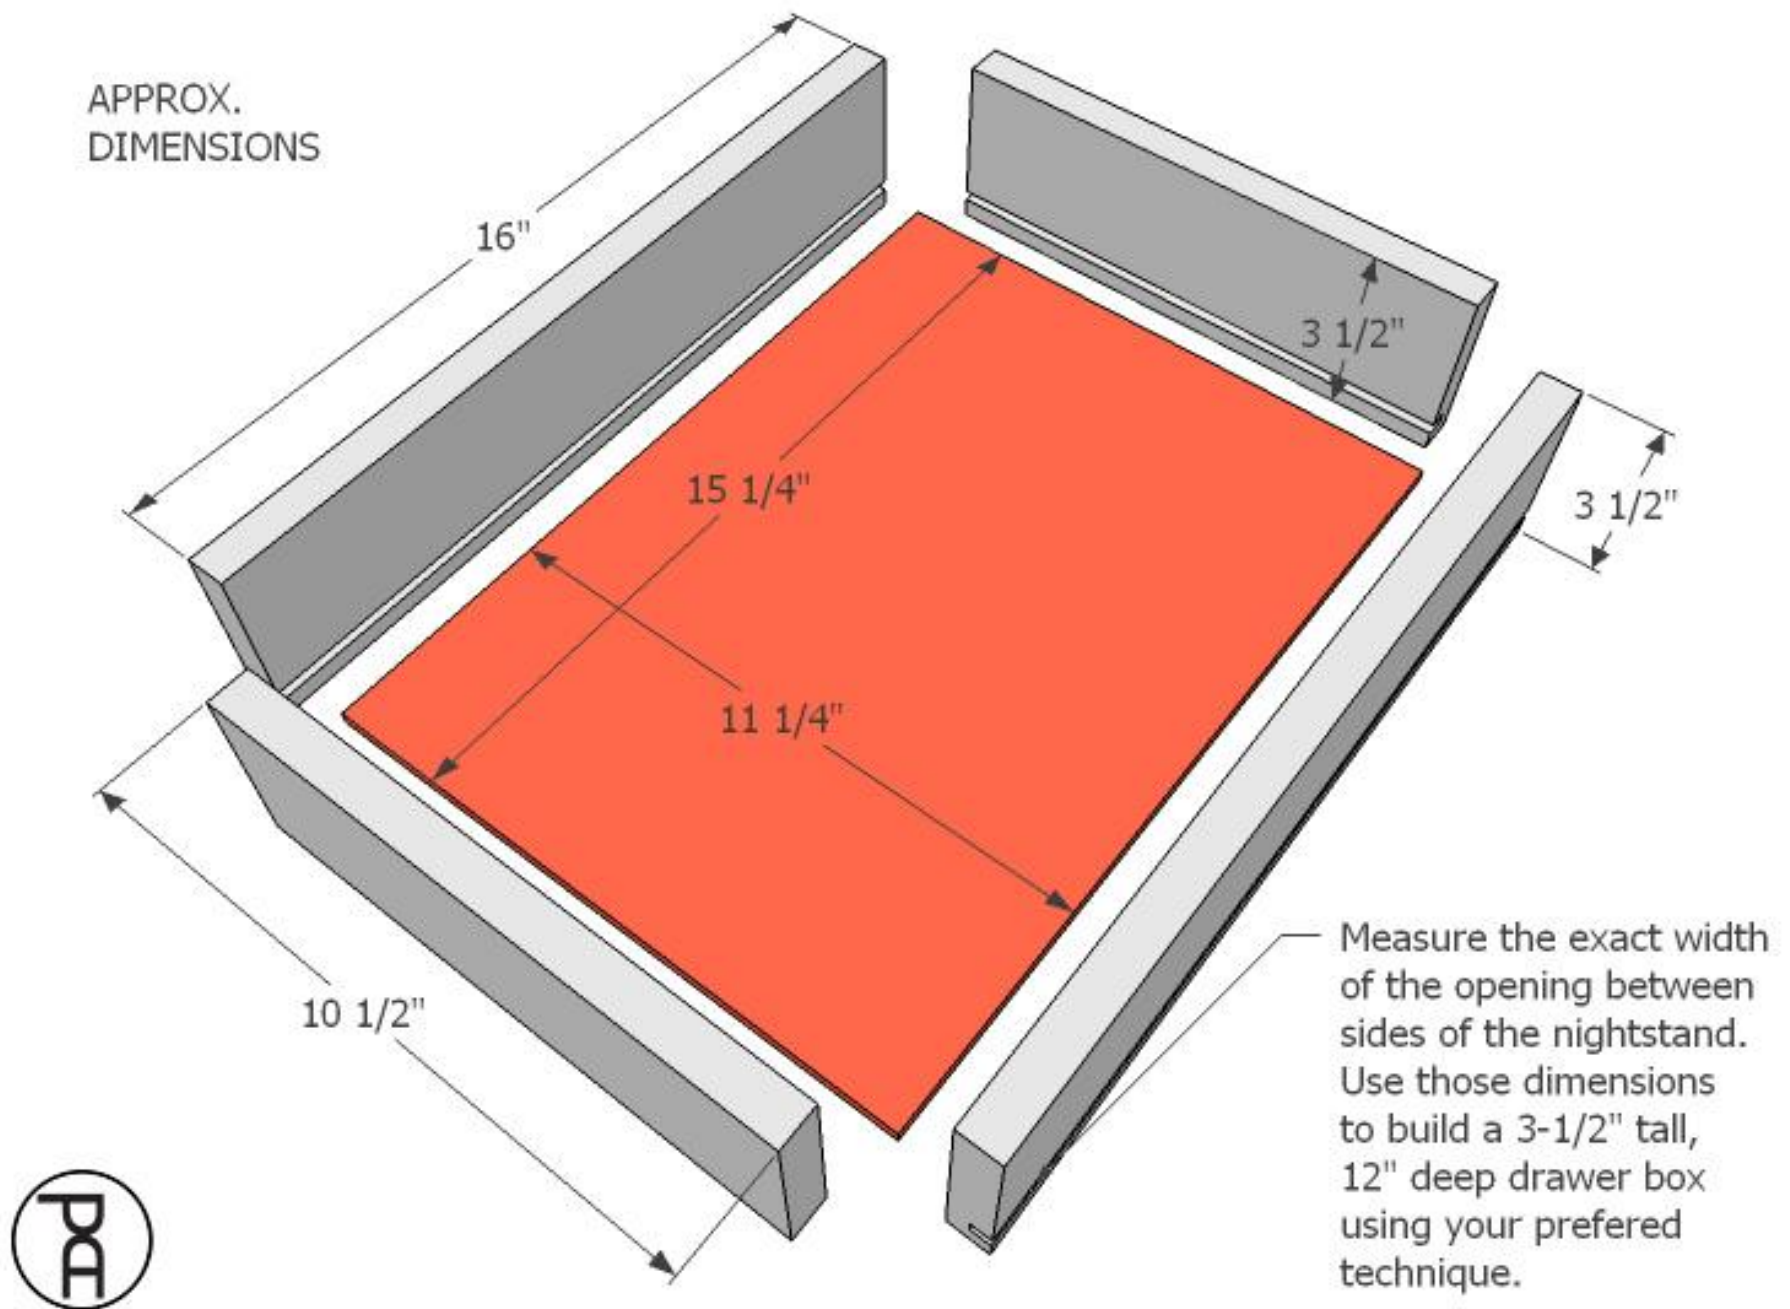 APPROX.
DIMENSIONS
16"
3 1/2"
15 1/4"
3 1/2"
11 1/4"
10 1/2"
Measure the exact width
of the opening between
sides of the nightstand.
Use those dimensions
to build a 3-1/2" tall,
12" deep drawer box
using your prefered
technique.